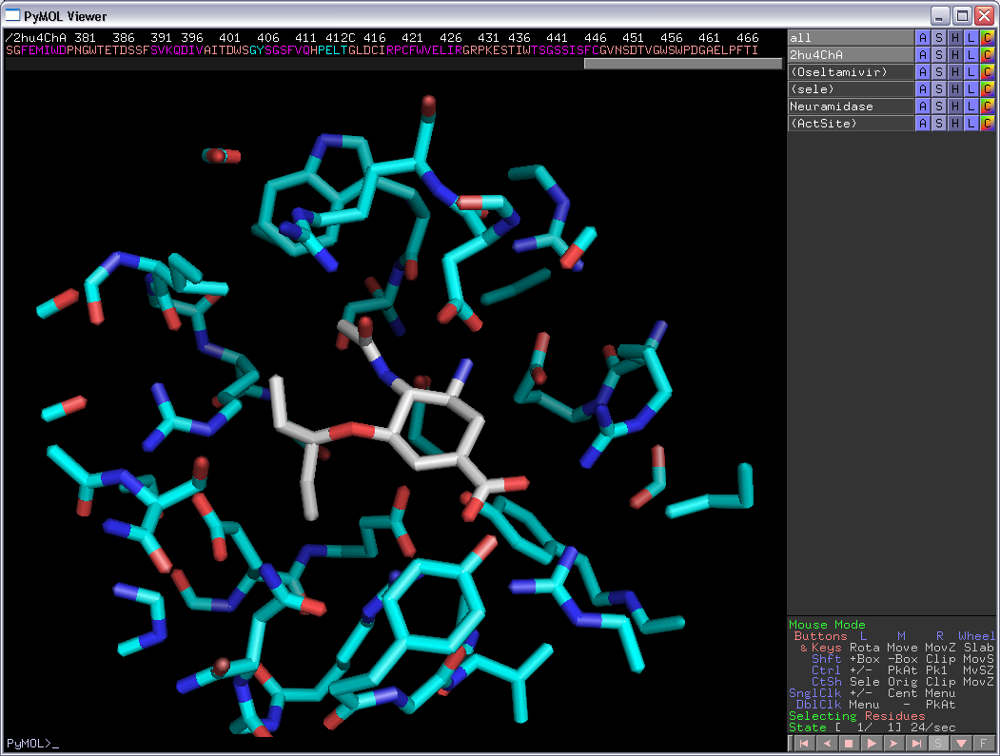 PyMOL Viewer
/2hu4ChA 381 386 391 396 401 406 411 412C 416 421 426 431 436 441 446 451 456 461 466
SGFEMIWDPNGWTETDSSFSVKQDIVAITDWSGYSGSFVQHPELTGLDCIRPCFWVELIRGRPKESTIWTSGSSISFCGVNSDTVGWSWPDGAELPFTI
all A S H L C
2hu4ChA A S H L C
(Oseltamivir) A S H L C
(sele) A S H L C
Neuramidase A S H L C
(ActSite) A S H L C
Mouse Mode
Buttons L M R Wheel
& Keys Rota Move MovZ Slab
Shft +Box -Box Clip MovS
Ctrl +/- PkAt Pk1 MvSZ
CtSh Sele Orig Clip MovZ
SnglClk +/- Cent Menu
DblClk Menu - PkAt
Selecting Residues
State [ 1/ 1] 24/sec
S F
PyMOL>_